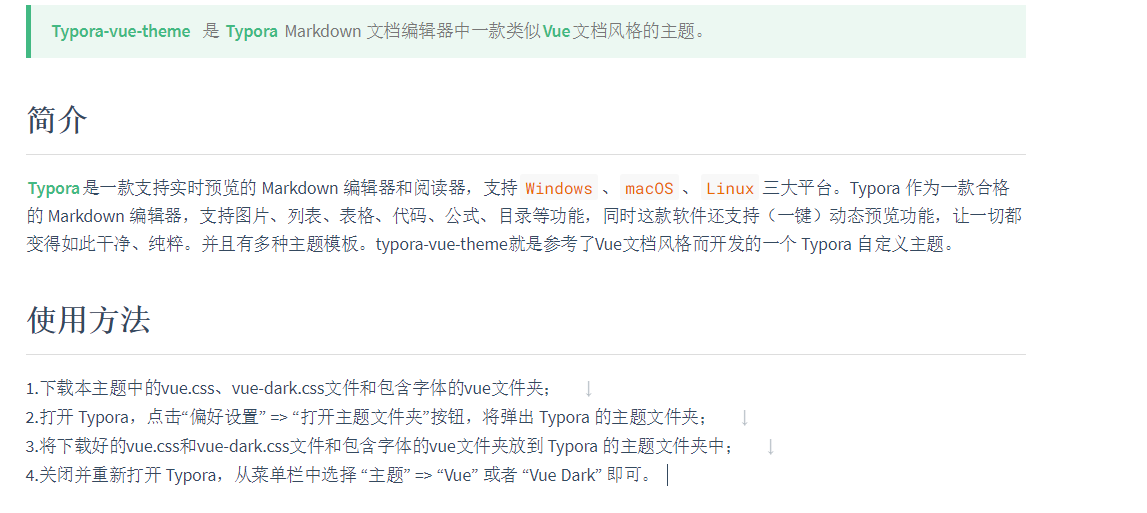 Typora-vue-theme 是 Typora Markdown 文档编辑器中一款类似Vue文档风格的主题。
简介
Typora是一款支持实时预览的 Markdown 编辑器和阅读器，支持 Windows 、 macOS 、 Linux 三大平台。Typora 作为一款合格
的 Markdown 编辑器，支持图片、列表、表格、代码、公式、目录等功能，同时这款软件还支持（一键）动态预览功能，让一切都
变得如此干净、纯粹。并且有多种主题模板。typora-vue-theme就是参考了Vue文档风格而开发的一个 Typora 自定义主题。
使用方法
1.下载本主题中的vue.css、vue-dark.css文件和包含字体的vue文件夹； ↓
2.打开 Typora，点击“偏好设置” => “打开主题文件夹”按钮，将弹出 Typora 的主题文件夹； ↓
3.将下载好的vue.css和vue-dark.css文件和包含字体的vue文件夹放到 Typora 的主题文件夹中； ↓
4.关闭并重新打开 Typora，从菜单栏中选择 “主题” => “Vue” 或者 “Vue Dark” 即可。